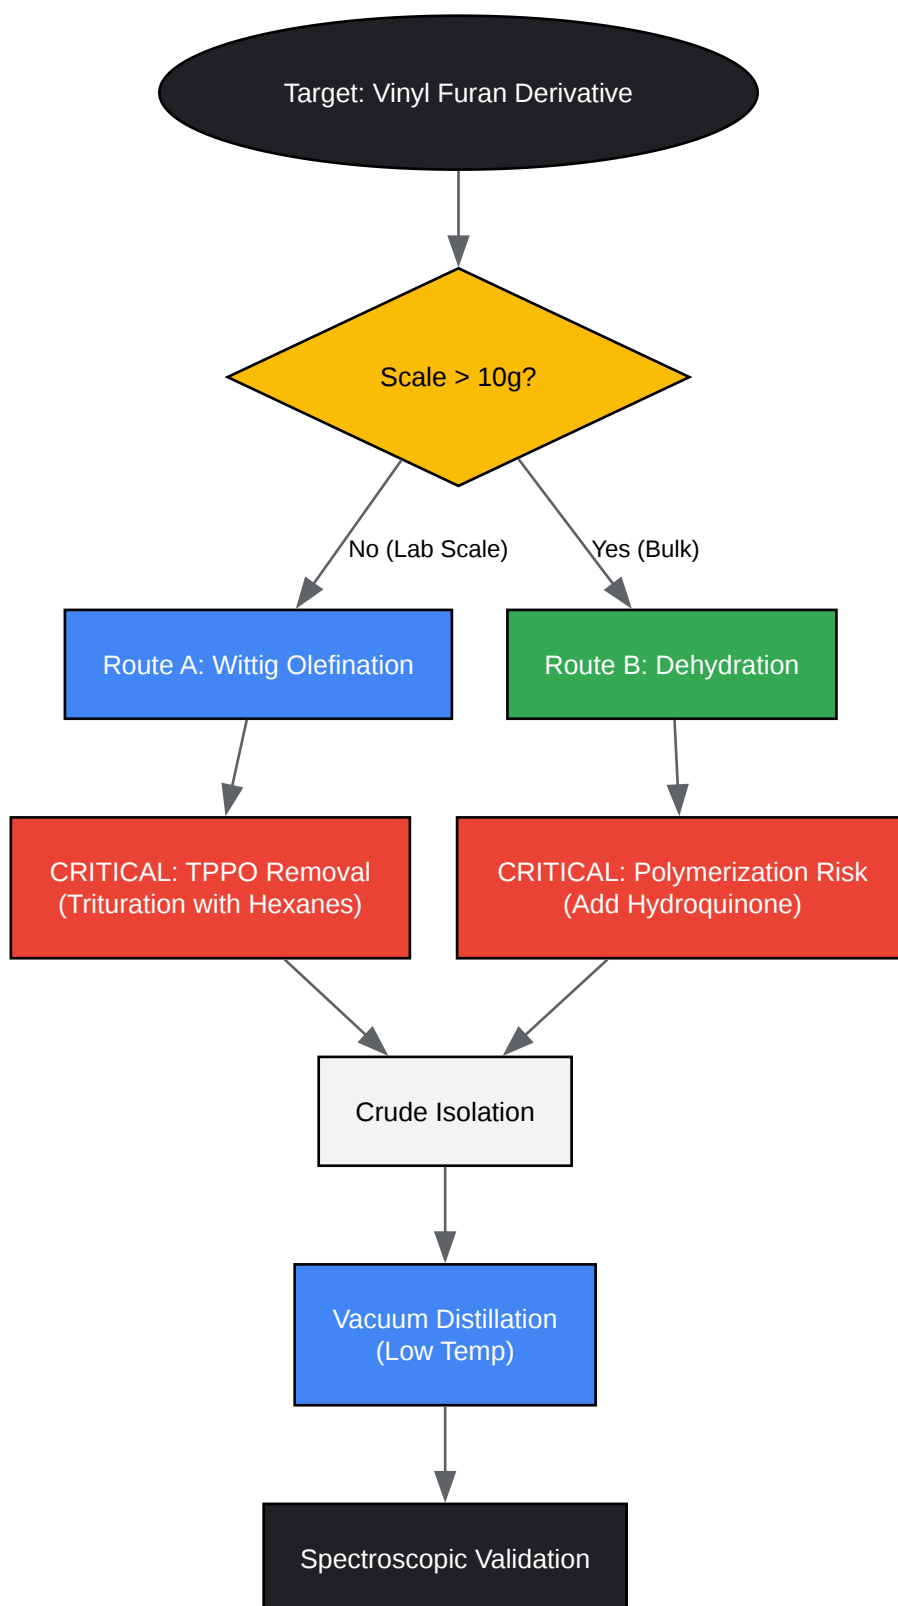 Target: Vinyl Furan Derivative
Scale > 10g?
No (Lab Scale)
Yes (Bulk)
Route A: Wittig Olefination
Route B: Dehydration
CRITICAL: TPPO Removal
(Trituration with Hexanes)
CRITICAL: Polymerization Risk
(Add Hydroquinone)
Crude Isolation
Vacuum Distillation
(Low Temp)
Spectroscopic Validation